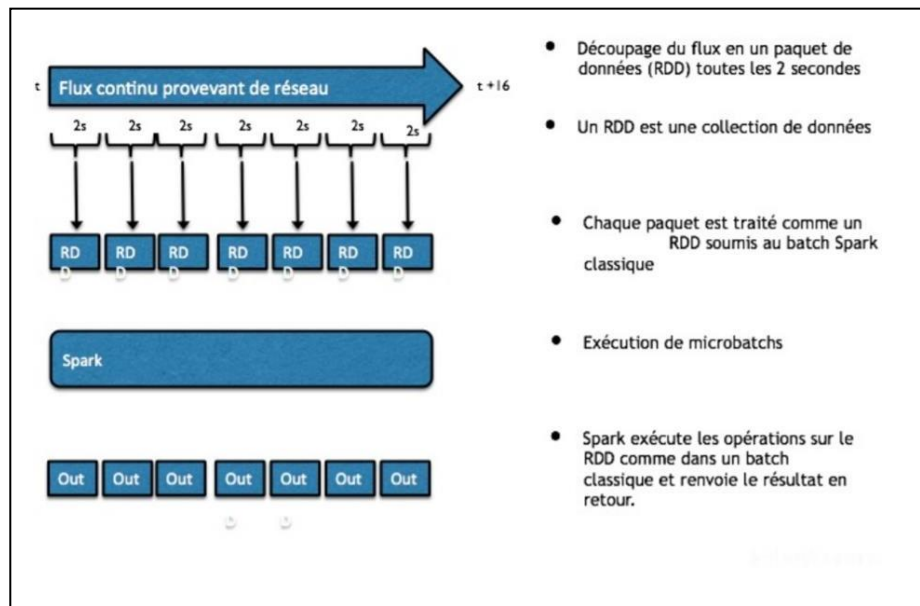 t
Flux continu provevant de réseau
t +16
2s 2s 2s 2s 2s 2s 2s
RD RD RD RD RD RD RD
D D D D D D D
Spark
Out Out Out Out Out Out Out
D D
• Découpage du flux en un paquet de
données (RDD) toutes les 2 secondes
• Un RDD est une collection de données
• Chaque paquet est traité comme un
RDD soumis au batch Spark
classique
• Exécution de microbatchs
• Spark exécute les opérations sur le
RDD comme dans un batch
classique et renvoie le résultat en
retour.